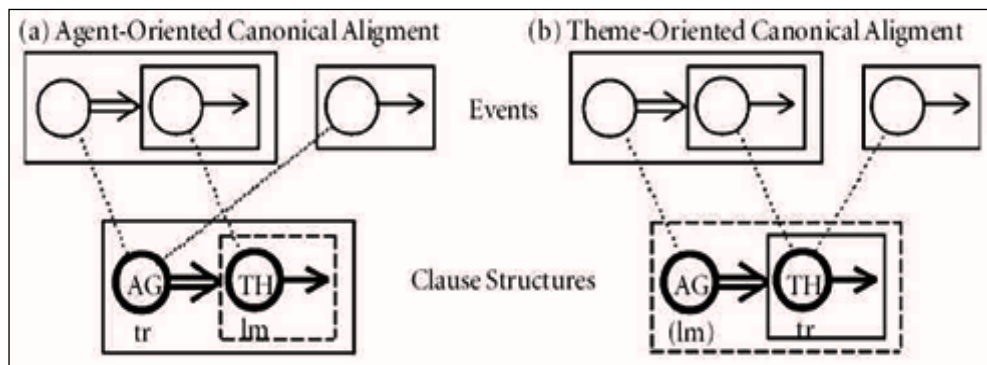 (a) Agent-Oriented Canonical Aligment
(b) Theme-Oriented Canonical Aligment
Events
AG
TH
tr
lm
Clause Structures
AG
TH
(lm)
tr